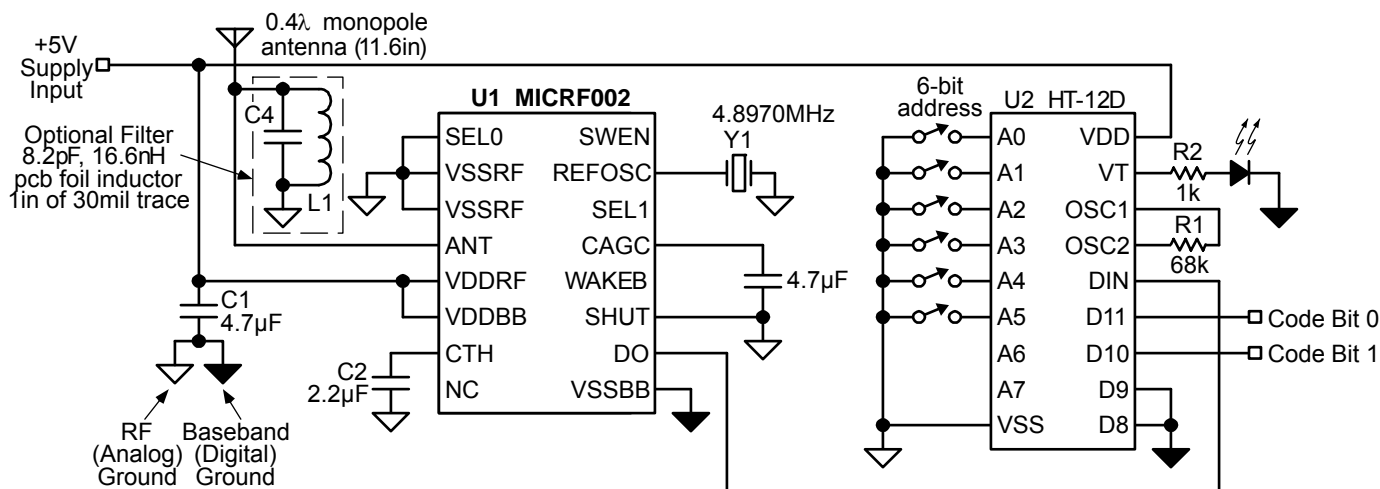 +5V
Supply
Input
0.4λ monopole
antenna (11.6in)
C4
L1
Optional Filter
8.2pF, 16.6nH
pcb foil inductor
1in of 30mil trace
C1
4.7µF
RF
(Analog)
Ground
Baseband
(Digital)
Ground
C2
2.2µF
U1 MICRF002
SEL0
VSSRF
VSSRF
ANT
VDDRF
VDDBB
CTH
NC
SWEN
REFOSC
SEL1
CAGC
WAKEB
SHUT
DO
VSSBB
4.8970MHz
Y1
4.7µF
6-bit
address
U2 HT-12D
A0
A1
A2
A3
A4
A5
A6
A7
VSS
VDD
VT
OSC1
OSC2
DIN
D11
D10
D9
D8
R2
1k
R1
68k
Code Bit 0
Code Bit 1